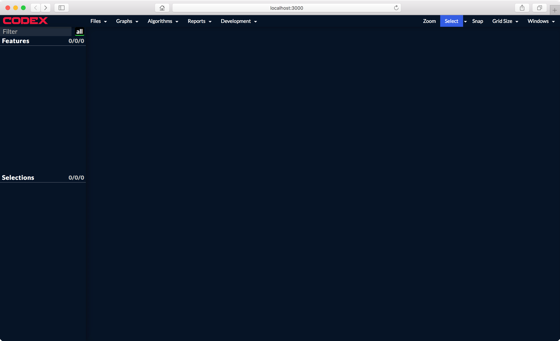 localhost:3000
CODEX Files Graphs Algorithms Reports Development Zoom Select Snap Grid Size Windows
Filter all
Features 0/0/0
Selections 0/0/0